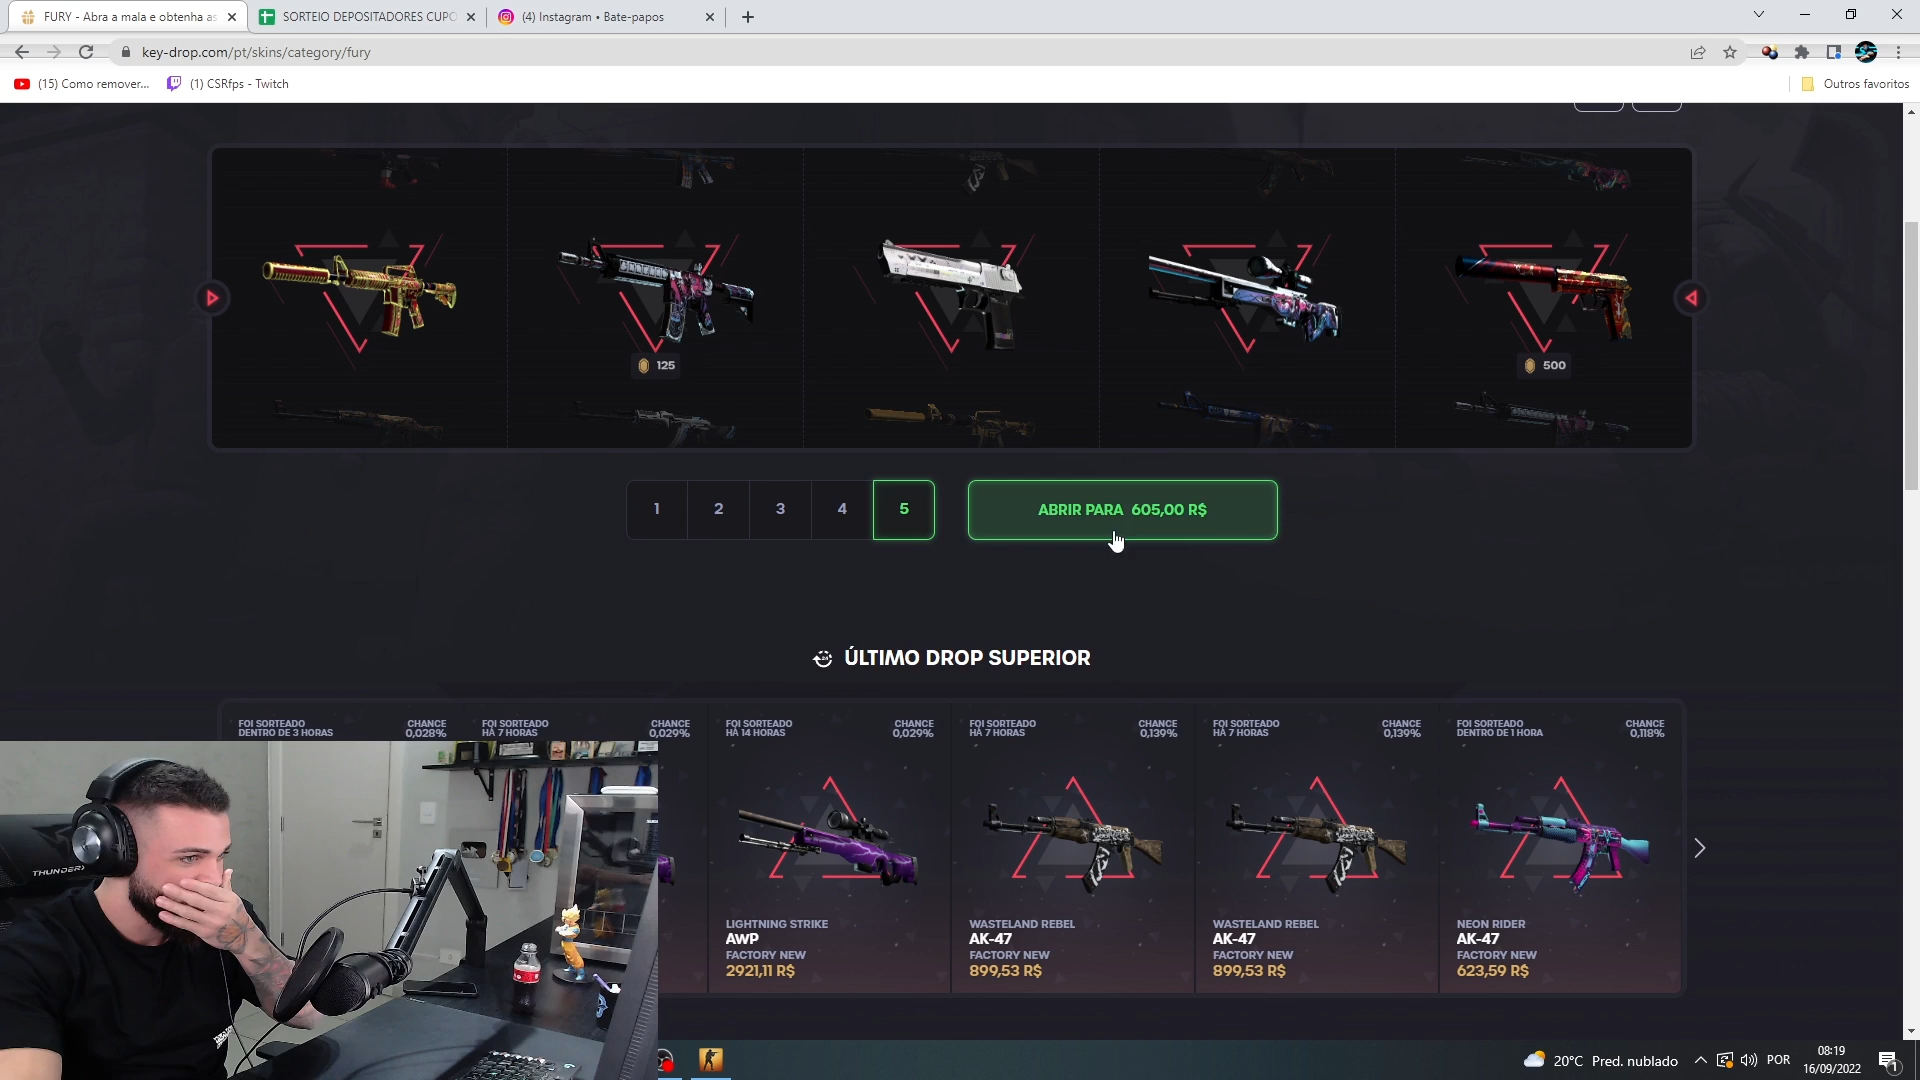 FURY - Abra a mala e obtenha as
SORTEIO DEPOSITADORES CUPO
(4) Instagram • Bate-papos
key-drop.com/pt/skins/category/fury
(15) Como remover...
(1) CSRfps - Twitch
Outros favoritos
125
500
1
2
3
4
5
ABRIR PARA 605,00 R$
ÚLTIMO DROP SUPERIOR
FOI SORTEADO
DENTRO DE 3 HORAS
CHANCE
0,028%
FOI SORTEADO
HÁ 7 HORAS
CHANCE
0,029%
FOI SORTEADO
HÁ 14 HORAS
CHANCE
0,029%
FOI SORTEADO
HÁ 7 HORAS
CHANCE
0,139%
FOI SORTEADO
HÁ 7 HORAS
CHANCE
0,139%
FOI SORTEADO
DENTRO DE 1 HORA
CHANCE
0,118%
LIGHTNING STRIKE
AWP
FACTORY NEW
2921,11 R$
WASTELAND REBEL
AK-47
FACTORY NEW
899,53 R$
WASTELAND REBEL
AK-47
FACTORY NEW
899,53 R$
NEON RIDER
AK-47
FACTORY NEW
623,59 R$
20°C Pred. nublado
POR
08:19
16/09/2022
1